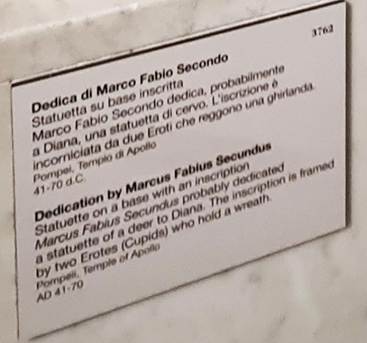 3762
Dedica di Marco Fabio Secondo
Statuetta su base inscritta
Marco Fabio Secondo dedica, probabilmente
a Diana, una statuetta di cervo. L'iscrizione è
incorniciata da due Eroti che reggono una ghirlanda.
Pompei, Tempio di Apollo
41-70 d.C.
Dedication by Marcus Fabius Secundus
Statuette on a base with an inscription
Marcus Fabius Secundus probably dedicated
a statuette of a deer to Diana. The inscription is framed
by two Erotes (Cupids) who hold a wreath.
Pompeii, Temple of Apollo
AD 41-70